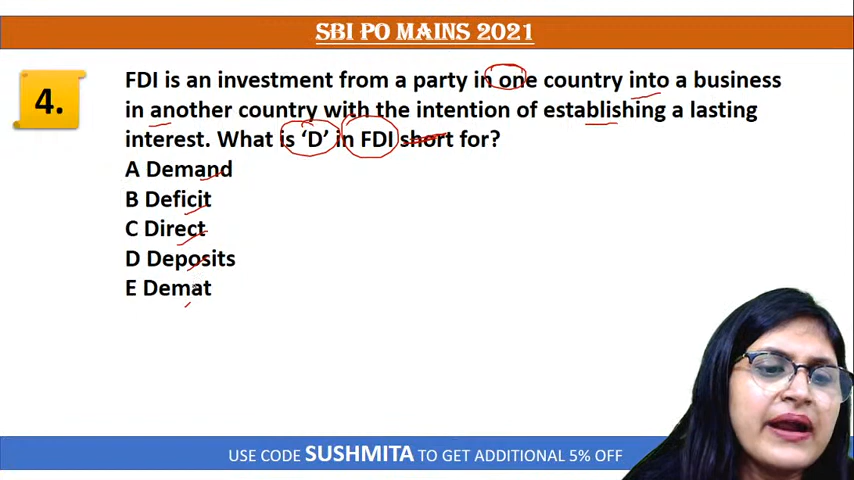 SBI PO MAINS 2021
4.
FDI is an investment from a party in one country into a business
in another country with the intention of establishing a lasting
interest. What is ‘D’ in FDI short for?
A Demand
B Deficit
C Direct
D Deposits
E Demat
USE CODE SUSHMITA TO GET ADDITIONAL 5% OFF